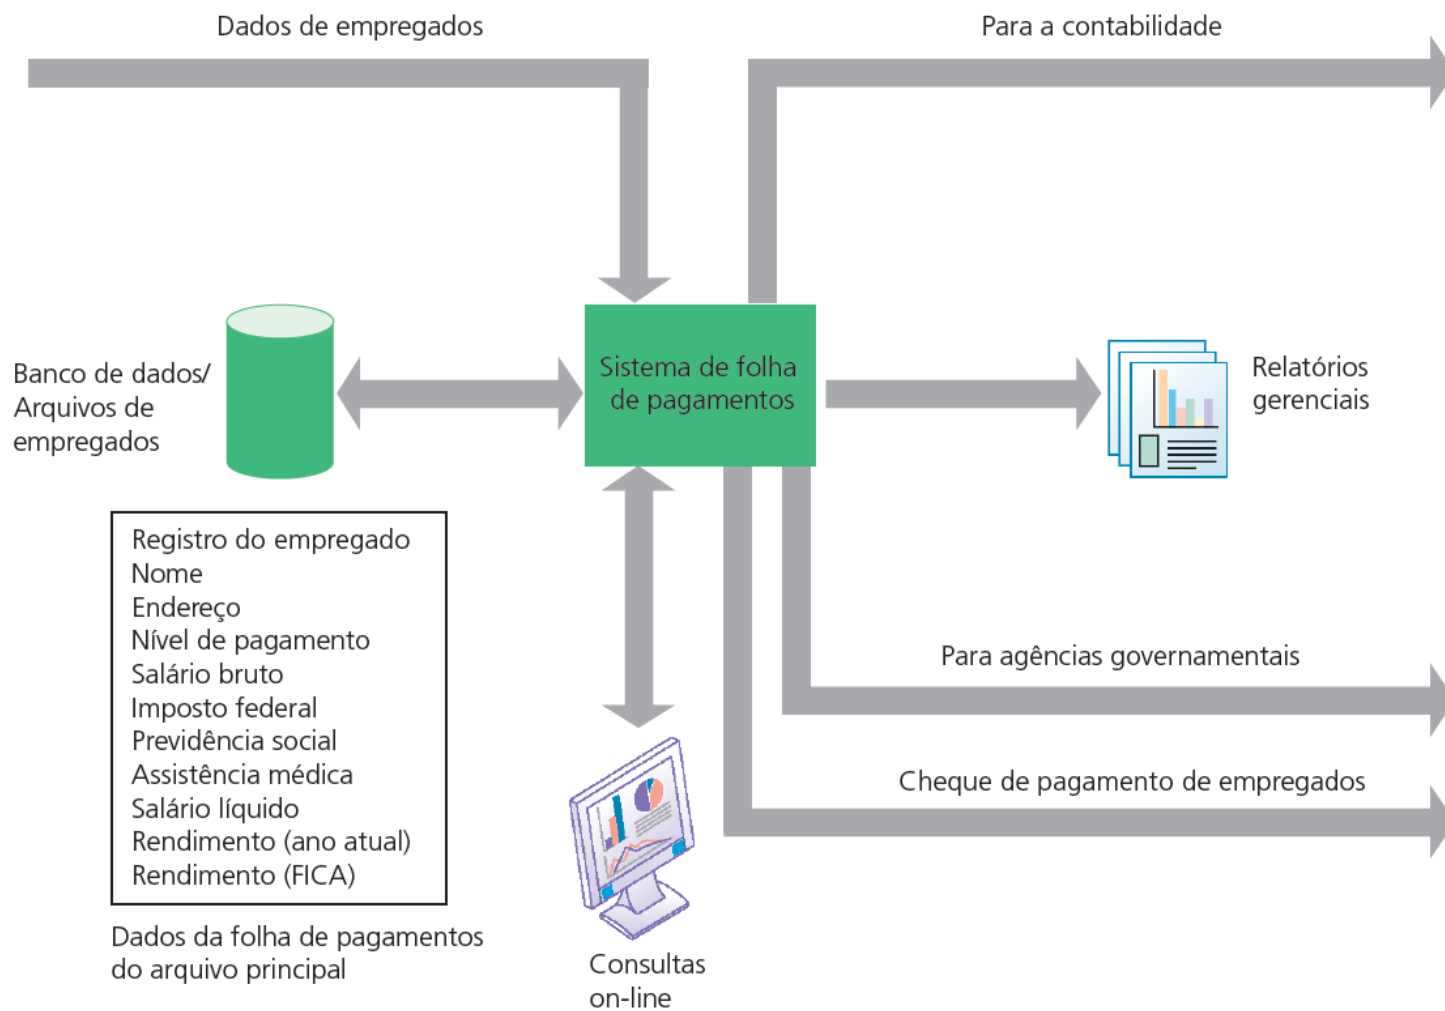 Dados de empregados
Para a contabilidade
Banco de dados/
Arquivos de
empregados
Sistema de folha
de pagamentos
Relatórios
gerenciais
Registro do empregado
Nome
Endereço
Nível de pagamento
Salário bruto
Imposto federal
Previdência social
Assistência médica
Salário líquido
Rendimento (ano atual)
Rendimento (FICA)
Dados da folha de pagamentos
do arquivo principal
Para agências governamentais
Cheque de pagamento de empregados
Consultas
on-line